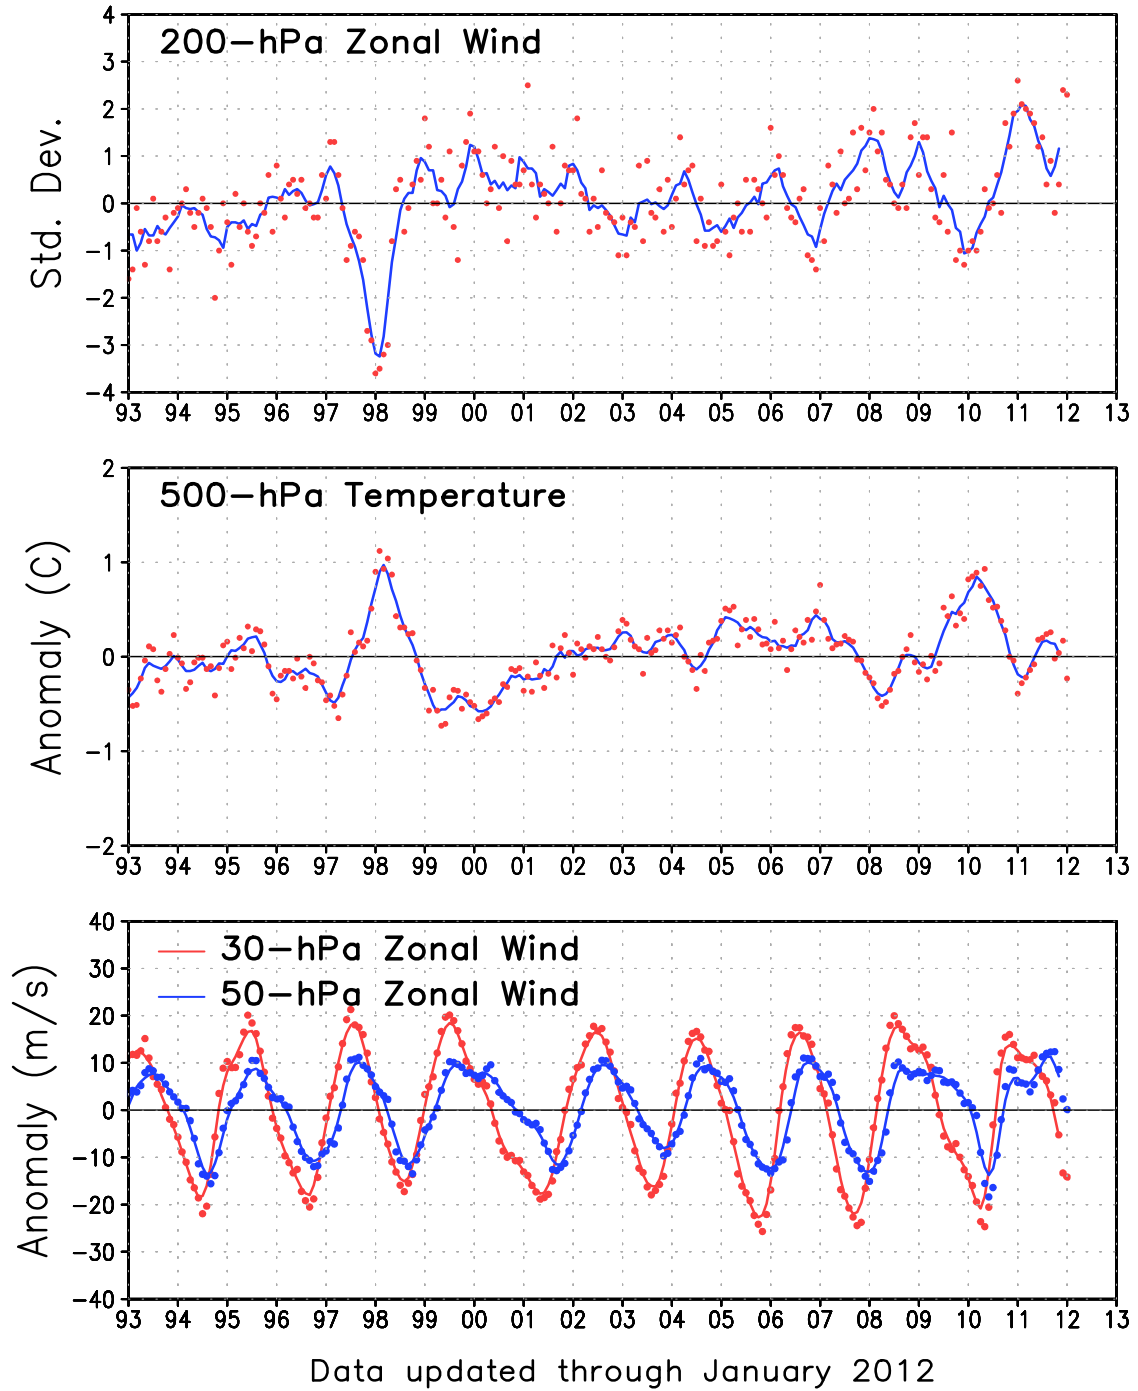 200-hPa Zonal Wind
Std. Dev.
4
3
2
1
0
-1
-2
-3
-4
93 94 95 96 97 98 99 00 01 02 03 04 05 06 07 08 09 10 11 12 13
500-hPa Temperature
Anomaly (C)
2
1
0
-1
-2
93 94 95 96 97 98 99 00 01 02 03 04 05 06 07 08 09 10 11 12 13
30-hPa Zonal Wind
50-hPa Zonal Wind
Anomaly (m/s)
40
30
20
10
0
-10
-20
-30
-40
93 94 95 96 97 98 99 00 01 02 03 04 05 06 07 08 09 10 11 12 13
Data updated through January 2012